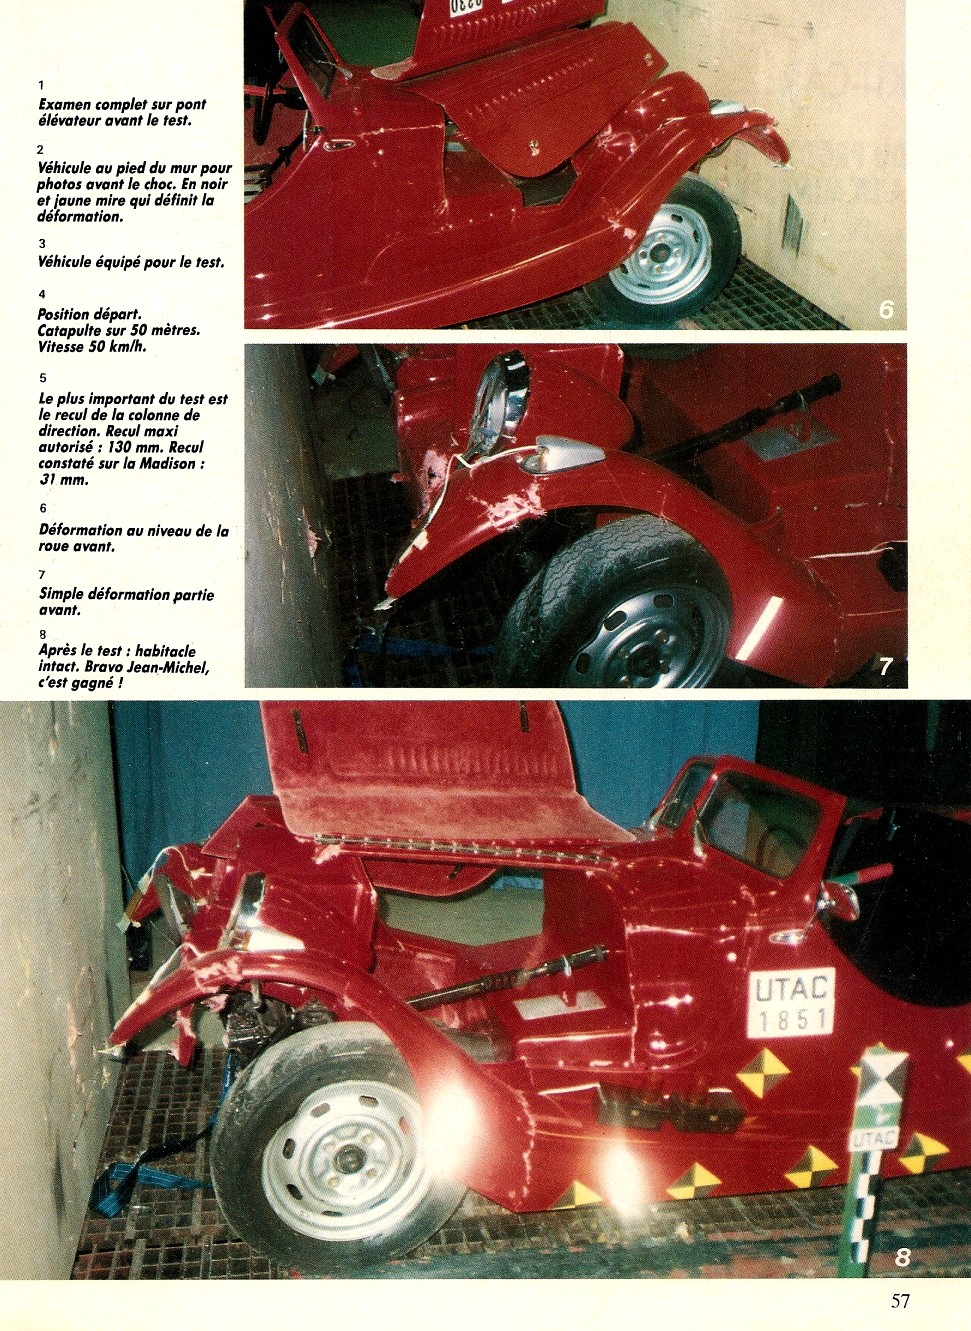 1
Examen complet sur pont
élévateur avant le test.
2
Véhicule au pied du mur pour
photos avant le choc. En noir
et jaune mire qui définit la
déformation.
3
Véhicule équipé pour le test.
4
Position départ.
Catapulte sur 50 mètres.
Vitesse 50 km/h.
5
Le plus important du test est
le recul de la colonne de
direction. Recul maxi
autorisé : 130 mm. Recul
constaté sur la Madison :
31 mm.
6
Déformation au niveau de la
roue avant.
7
Simple déformation partie
avant.
8
Après le test : habitacle
intact. Bravo Jean-Michel,
c'est gagné !
6
7
UTAC
1851
UTAC
8
57